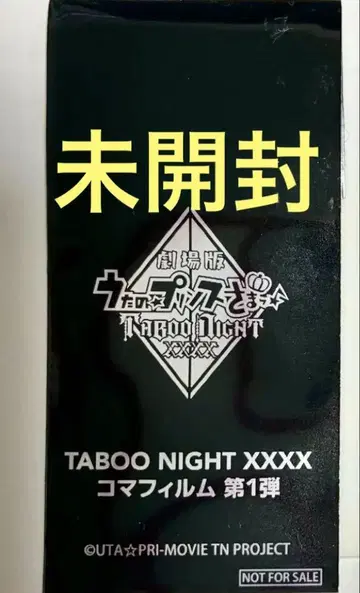 未開封
劇場版
うたの☆プリンスさまっ♪
TABOO NIGHT
XXXX
TABOO NIGHT XXXX
コマフィルム 第1弾
©UTA☆PRI-MOVIE TN PROJECT
NOT FOR SALE